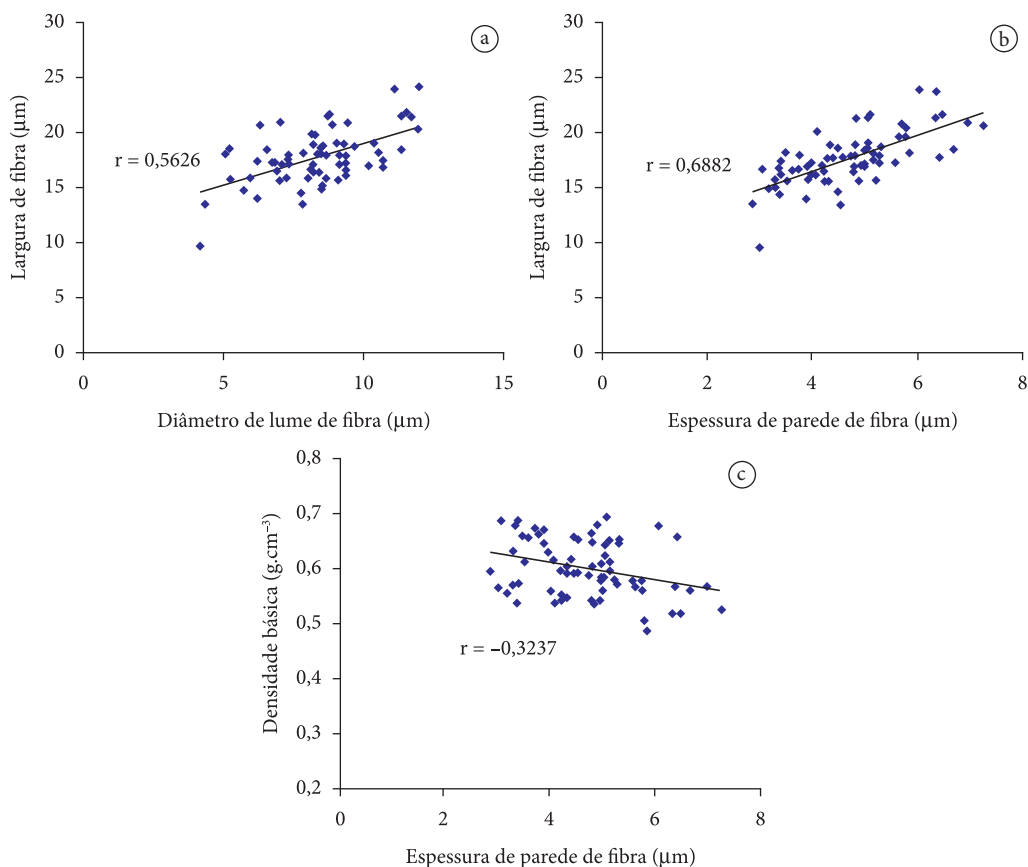 a
30
25
20
15
10
5
0
Largura de fibra (μm)
r = 0,5626
0
5
10
15
Diâmetro de lume de fibra (μm)
b
30
25
20
15
10
5
0
Largura de fibra (μm)
r = 0,6882
0
2
4
6
8
Espessura de parede de fibra (μm)
c
0,8
0,7
0,6
0,5
0,4
0,3
0,2
Densidade básica (g.cm⁻³)
r = −0,3237
0
2
4
6
8
Espessura de parede de fibra (μm)